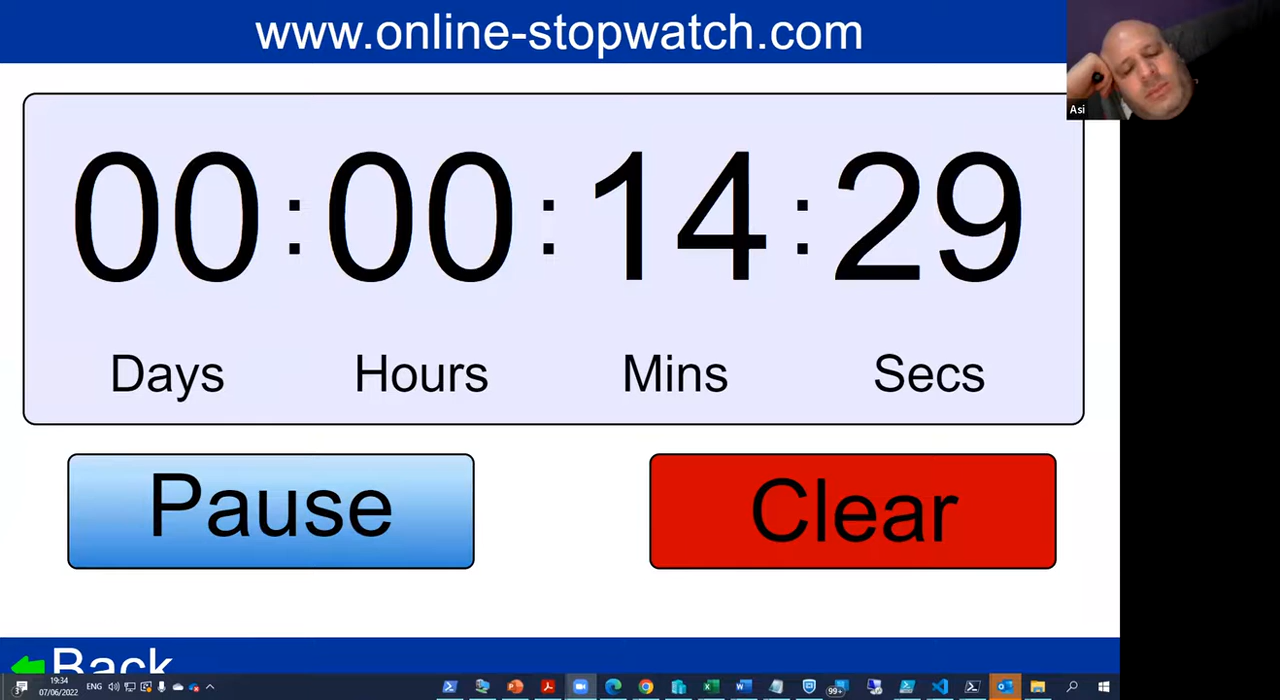 www.online-stopwatch.com
Asi
00:00:14:29
Days Hours Mins Secs
Pause Clear
Back
19:34
ENG
07/06/2022
99+